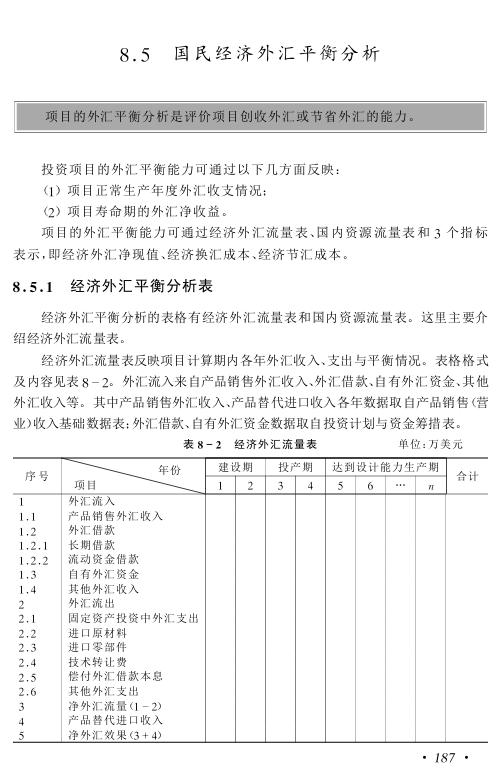 8.5 国民经济外汇平衡分析
项目的外汇平衡分析是评价项目创收外汇或节省外汇的能力。
投资项目的外汇平衡能力可通过以下几方面反映：
(1) 项目正常生产年度外汇收支情况；
(2) 项目寿命期的外汇净收益。
项目的外汇平衡能力可通过经济外汇流量表、国内资源流量表和 3 个指标
表示，即经济外汇净现值、经济换汇成本、经济节汇成本。
8.5.1 经济外汇平衡分析表
经济外汇平衡分析的表格有经济外汇流量表和国内资源流量表。这里主要介
绍经济外汇流量表。
经济外汇流量表反映项目计算期内各年外汇收入、支出与平衡情况。表格格式
及内容见表 8－2。外汇流入来自产品销售外汇收入、外汇借款、自有外汇资金、其他
外汇收入等。其中产品销售外汇收入、产品替代进口收入各年数据取自产品销售(营
业)收入基础数据表；外汇借款、自有外汇资金数据取自投资计划与资金筹措表。
表 8－2 经济外汇流量表 单位：万美元
序号 年份 项目 建设期 投产期 达到设计能力生产期 合计
1 2 3 4 5 6 … n
1 外汇流入
1.1 产品销售外汇收入
1.2 外汇借款
1.2.1 长期借款
1.2.2 流动资金借款
1.3 自有外汇资金
1.4 其他外汇收入
2 外汇流出
2.1 固定资产投资中外汇支出
2.2 进口原材料
2.3 进口零部件
2.4 技术转让费
2.5 偿付外汇借款本息
2.6 其他外汇支出
3 净外汇流量(1－2)
4 产品替代进口收入
5 净外汇效果(3＋4)
· 187 ·